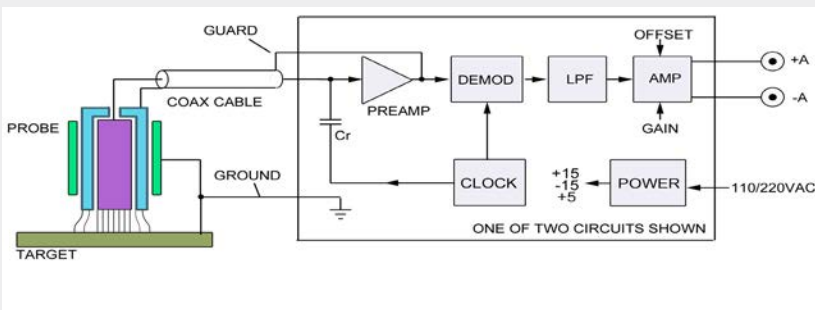 GUARD
OFFSET
+A
DEMOD
LPF
AMP
PREAMP
COAX CABLE
-A
PROBE
Cr
GAIN
GROUND
CLOCK
+15
-15
+5
POWER
110/220VAC
ONE OF TWO CIRCUITS SHOWN
TARGET